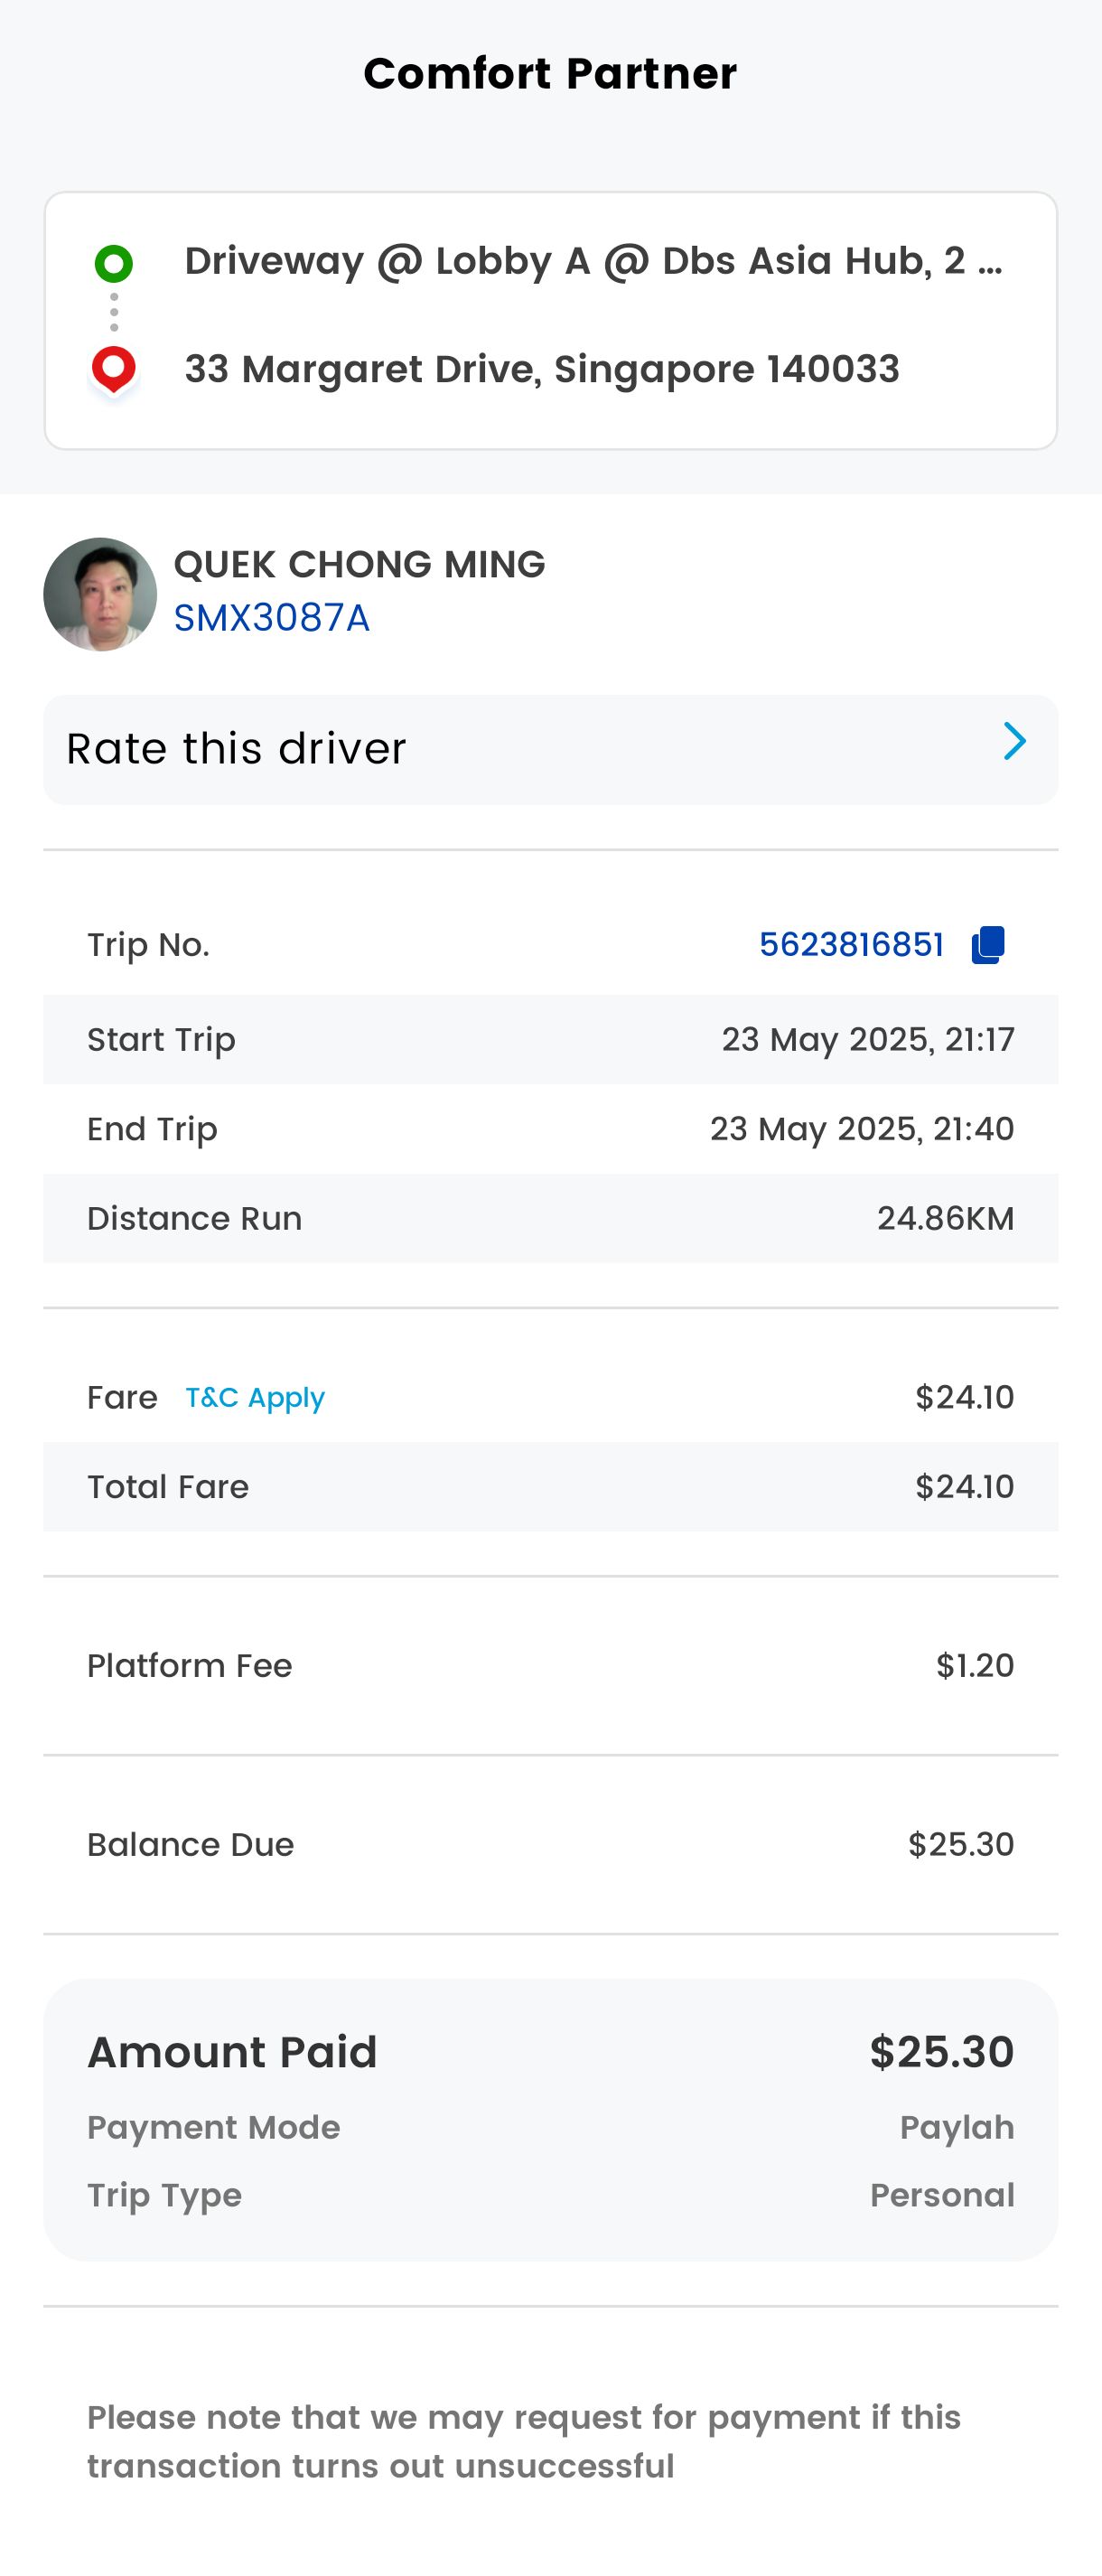 Comfort Partner
Driveway @ Lobby A @ Dbs Asia Hub, 2 ...
33 Margaret Drive, Singapore 140033
QUEK CHONG MING
SMX3087A
Rate this driver
Trip No. 5623816851
Start Trip 23 May 2025, 21:17
End Trip 23 May 2025, 21:40
Distance Run 24.86KM
Fare T&C Apply $24.10
Total Fare $24.10
Platform Fee $1.20
Balance Due $25.30
Amount Paid $25.30
Payment Mode Paylah
Trip Type Personal
Please note that we may request for payment if this
transaction turns out unsuccessful